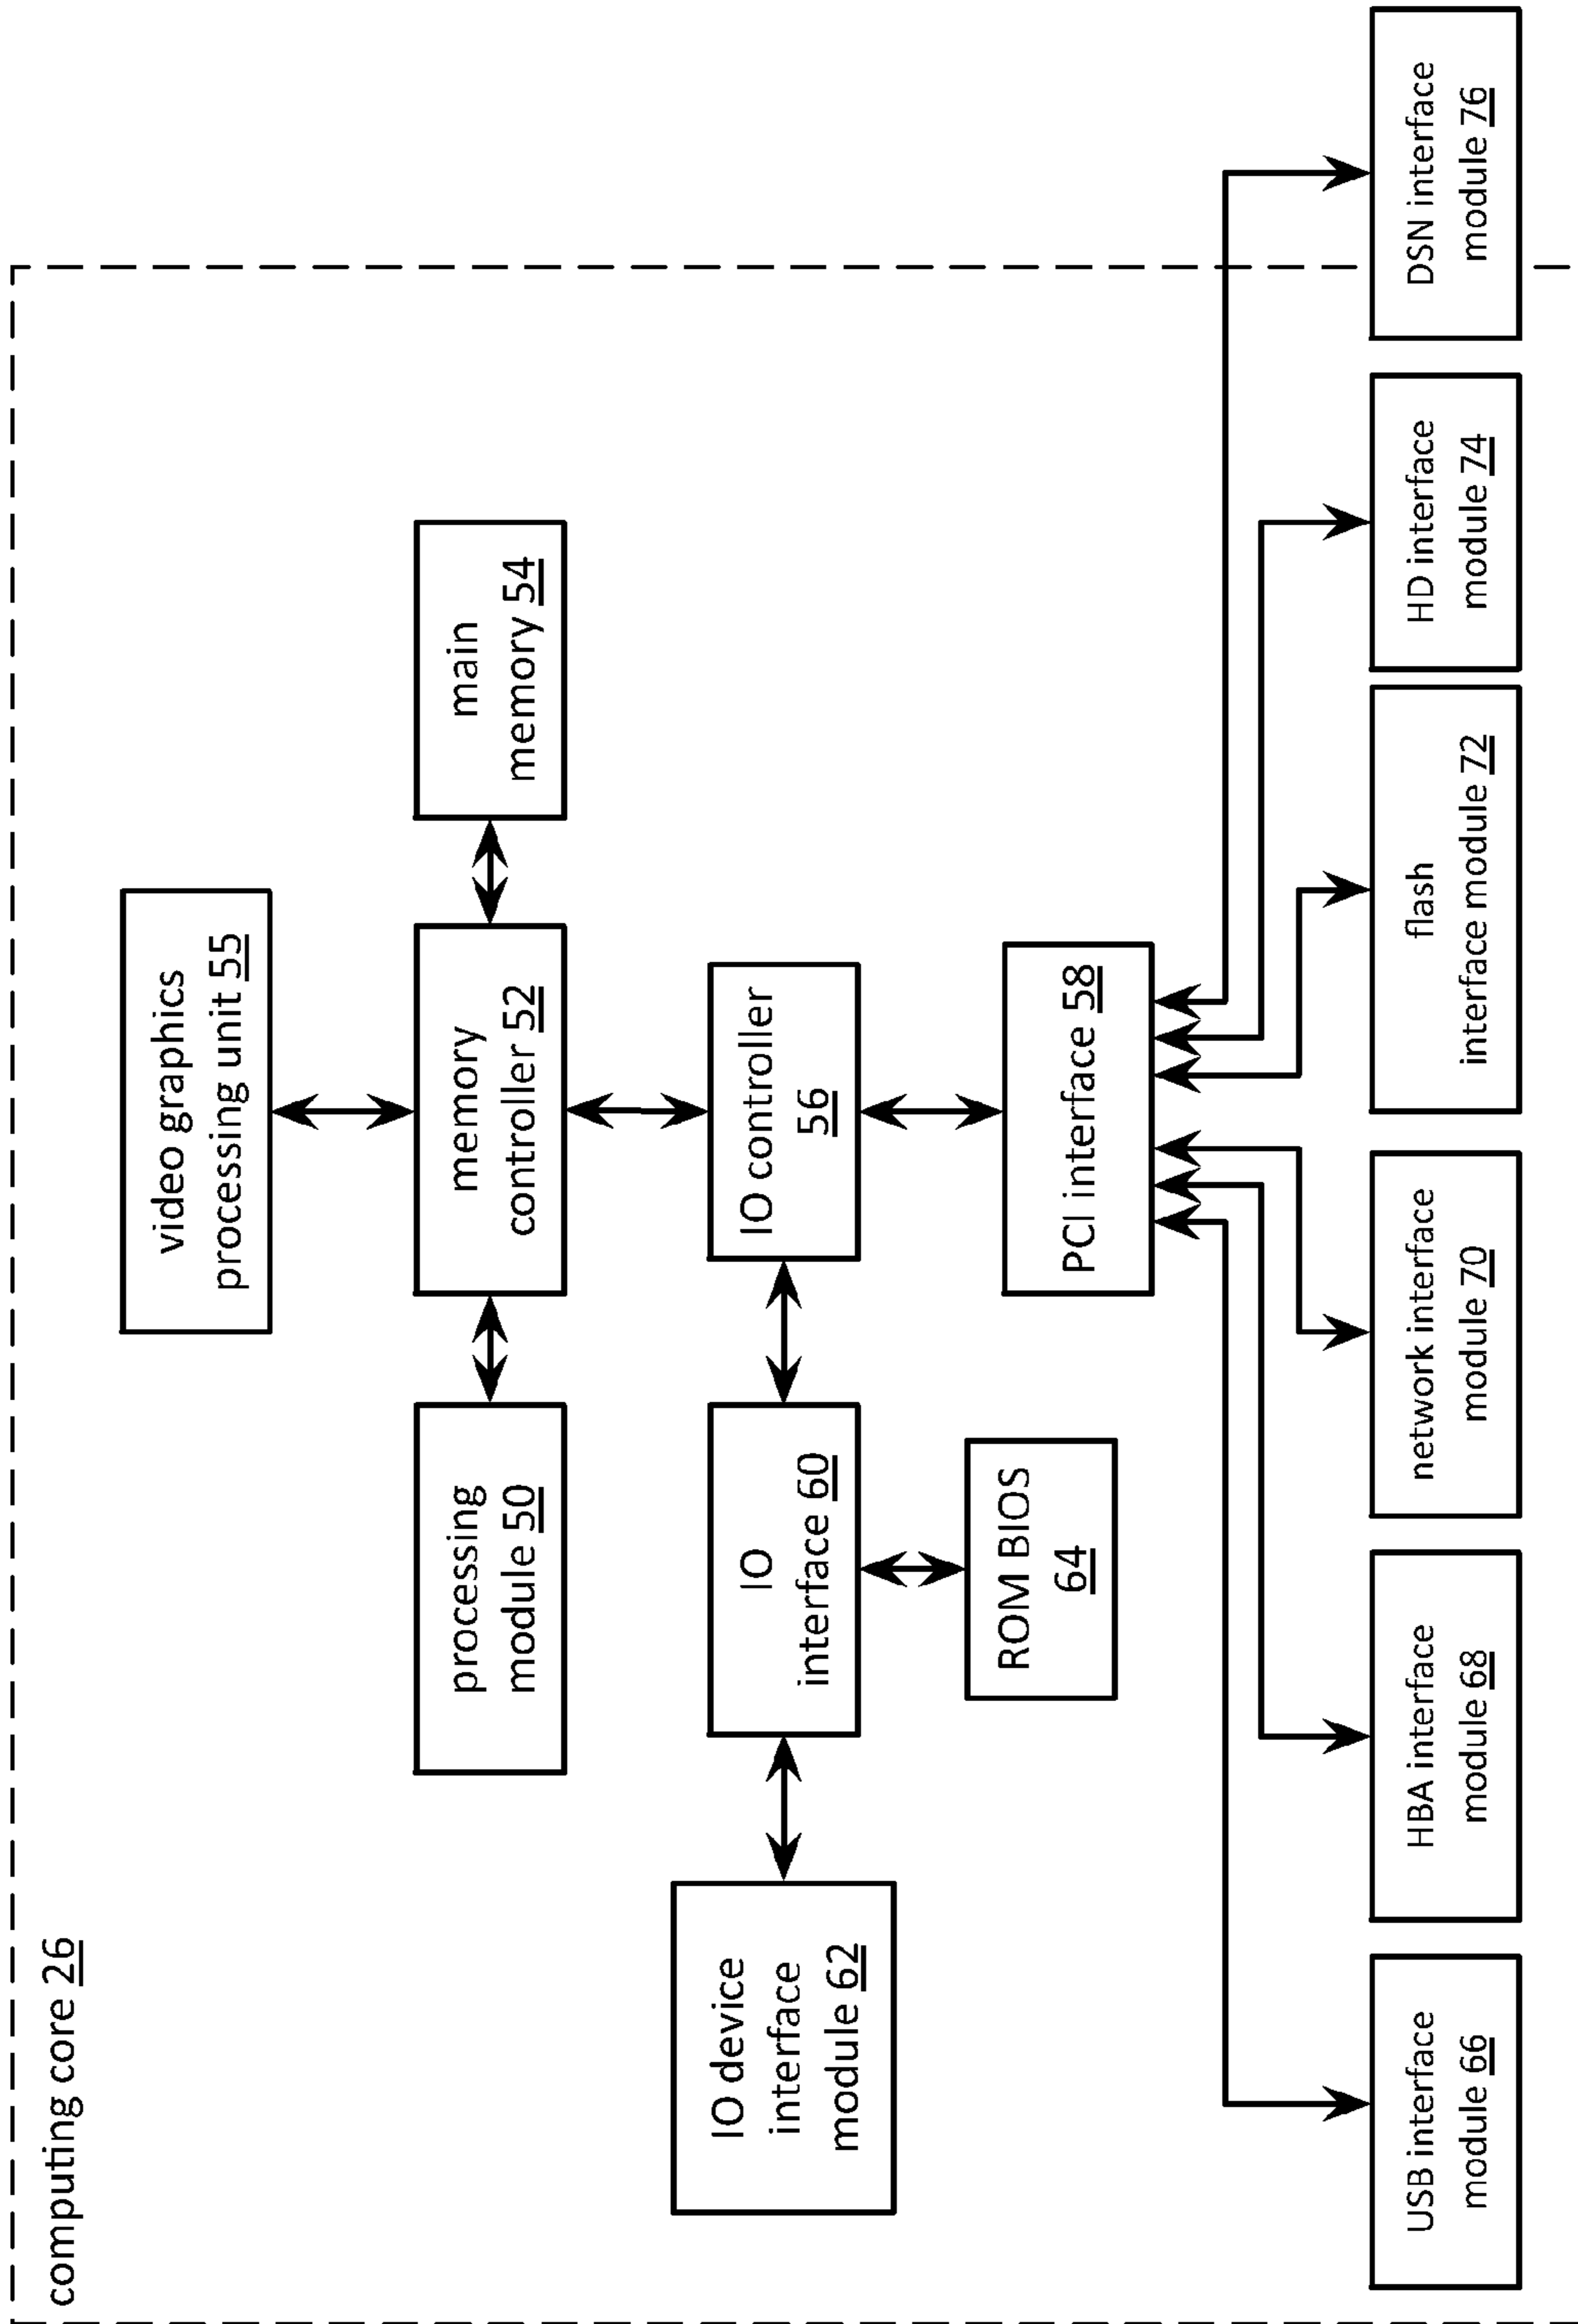 computing core 26
video graphics
processing unit 55
processing
module 50
memory
controller 52
main
memory 54
IO device
interface
module 62
IO
interface 60
IO controller
56
ROM BIOS
64
PCI interface 58
USB interface
module 66
HBA interface
module 68
network interface
module 70
flash
interface module 72
HD interface
module 74
DSN interface
module 76